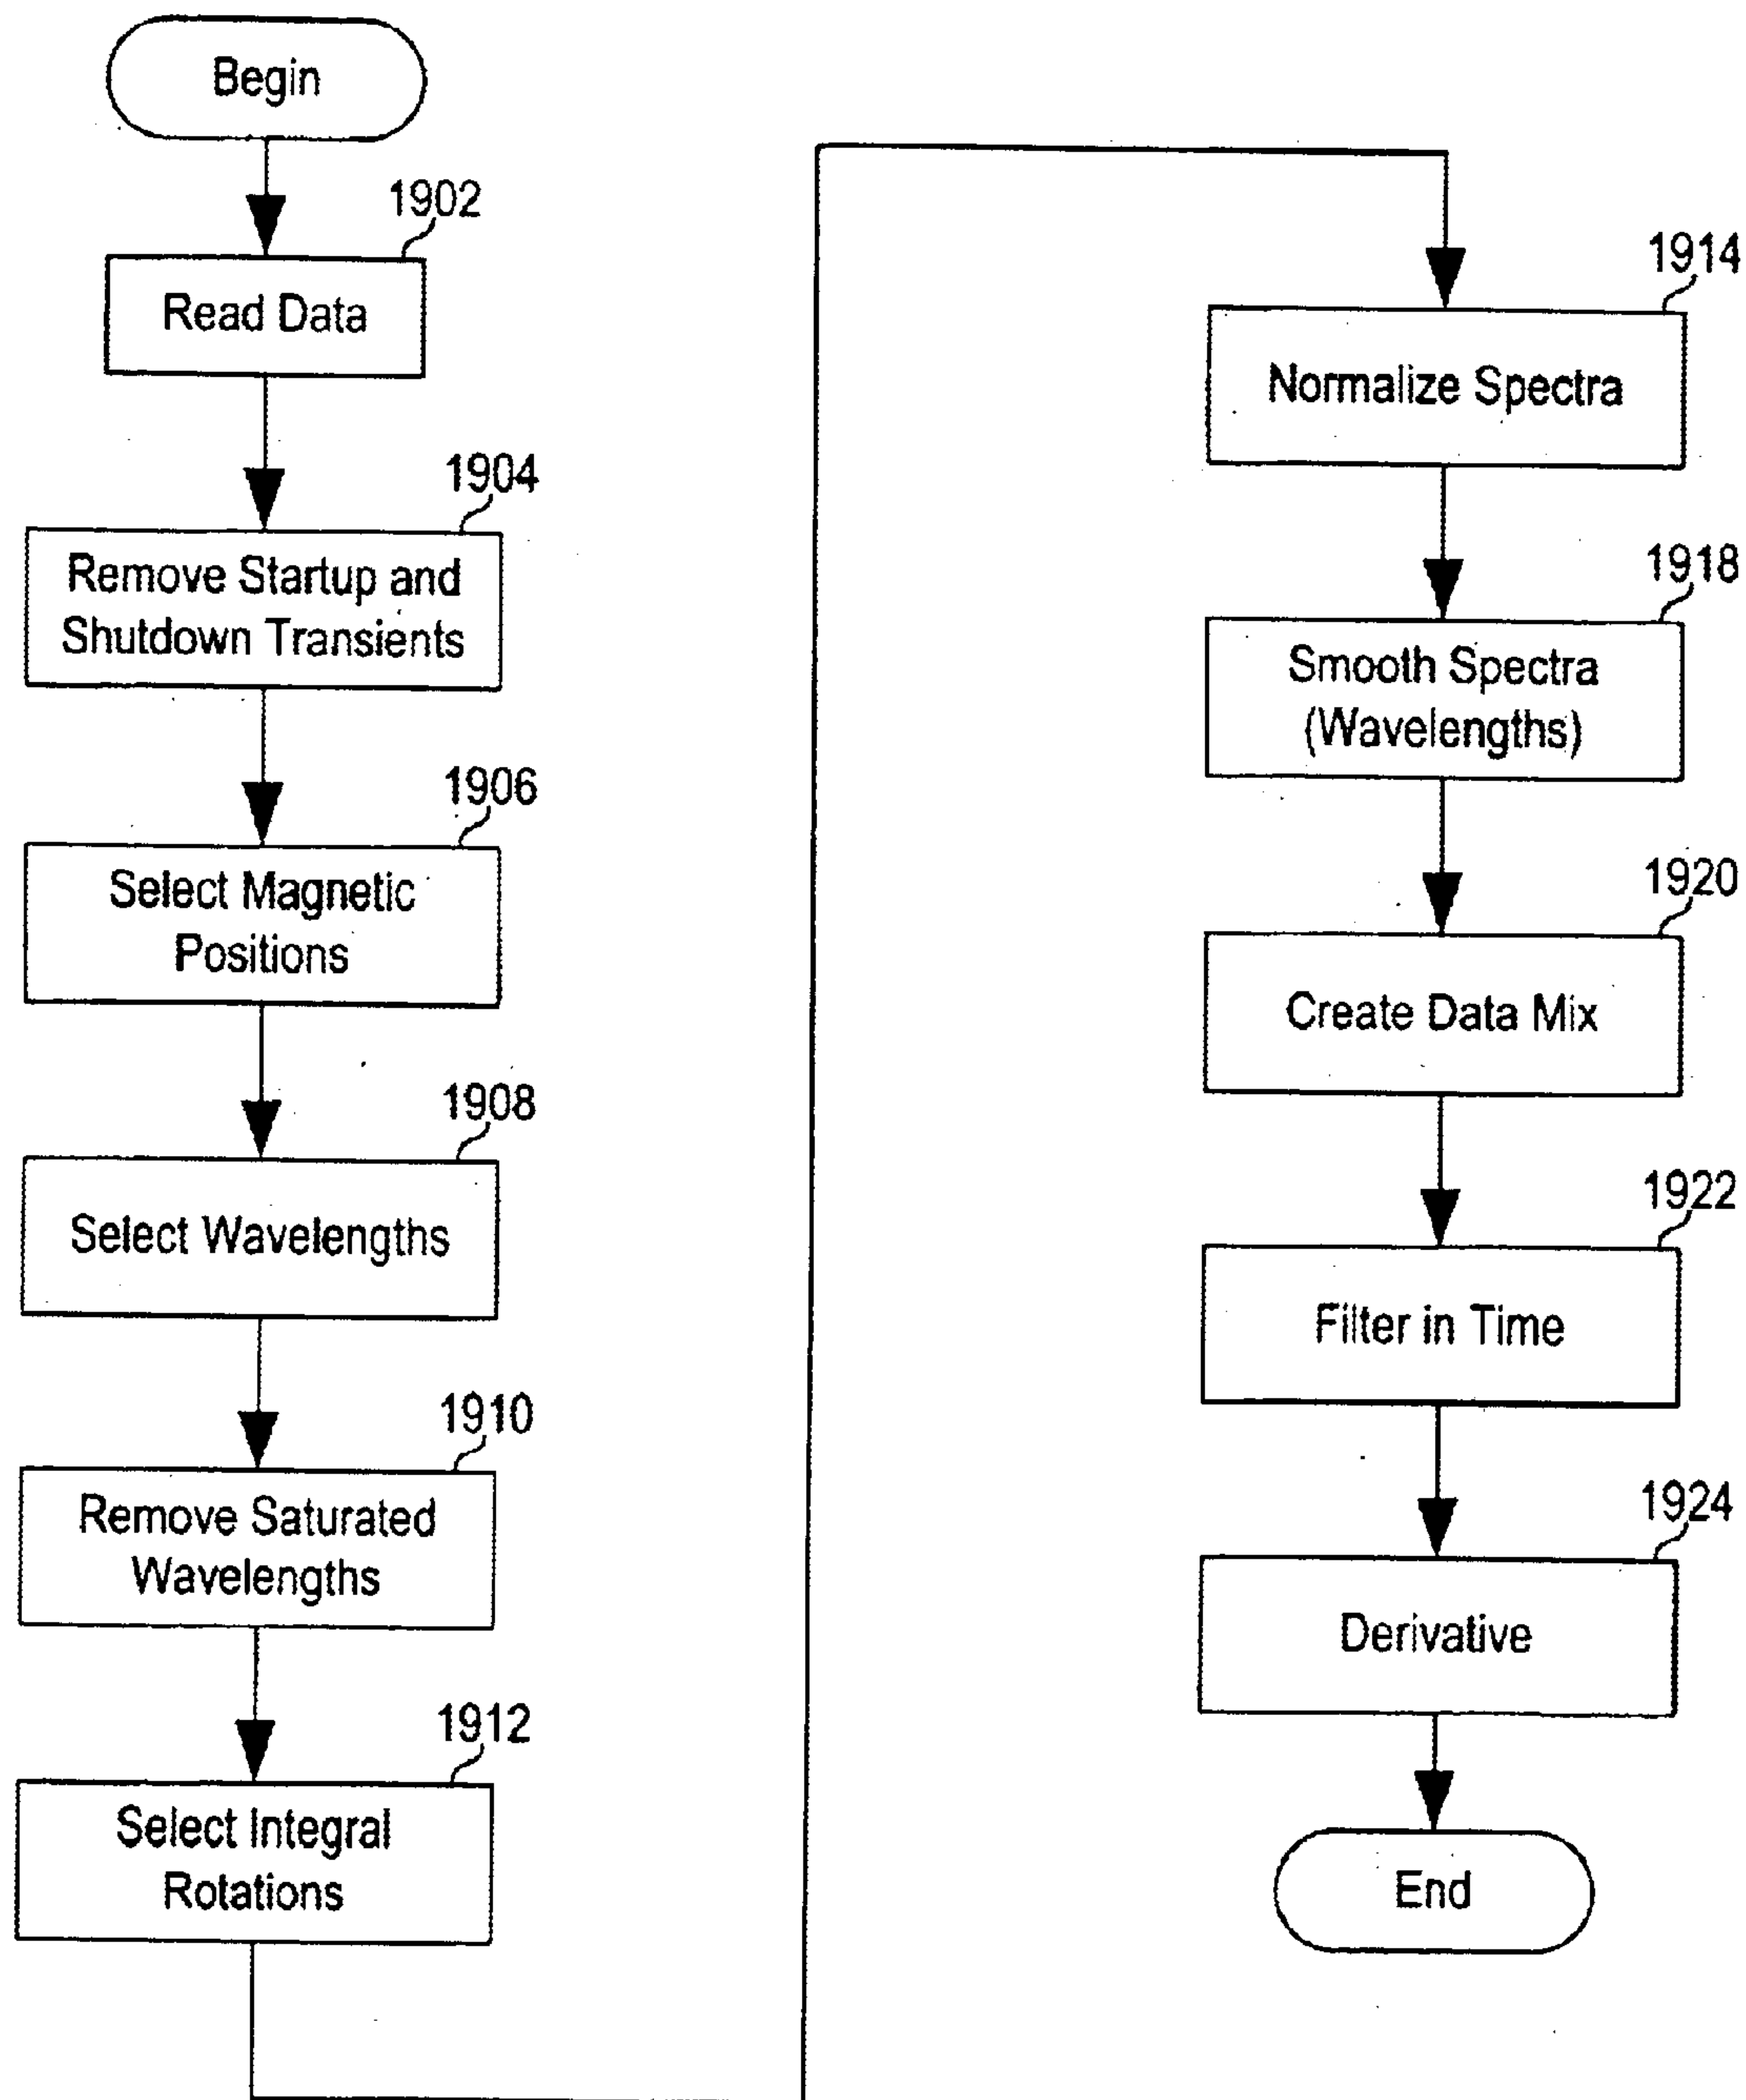 Begin
1902
Read Data
1904
Remove Startup and
Shutdown Transients
1906
Select Magnetic
Positions
1908
Select Wavelengths
1910
Remove Saturated
Wavelengths
1912
Select Integral
Rotations
1914
Normalize Spectra
1918
Smooth Spectra
(Wavelengths)
1920
Create Data Mix
1922
Filter in Time
1924
Derivative
End